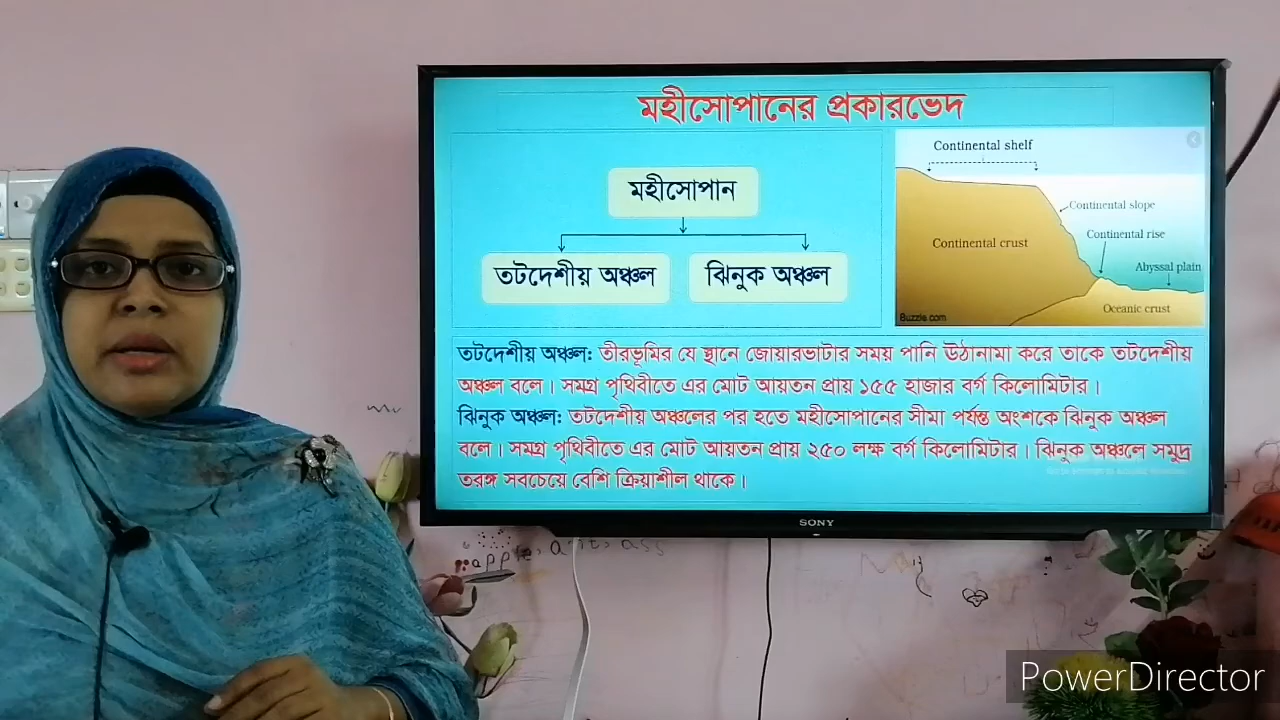 মহীসোপানের প্রকারভেদ
মহীসোপান
তটদেশীয় অঞ্চল
ঝিনুক অঞ্চল
Continental shelf
Continental slope
Continental rise
Continental crust
Abyssal plain
Oceanic crust
Buzzle.com
তটদেশীয় অঞ্চল: তীরভূমির যে স্থানে জোয়ারভাটার সময় পানি উঠানামা করে তাকে তটদেশীয়
অঞ্চল বলে। সমগ্র পৃথিবীতে এর মোট আয়তন প্রায় ১৫৫ হাজার বর্গ কিলোমিটার।
ঝিনুক অঞ্চল: তটদেশীয় অঞ্চলের পর হতে মহীসোপানের সীমা পর্যন্ত অংশকে ঝিনুক অঞ্চল
বলে। সমগ্র পৃথিবীতে এর মোট আয়তন প্রায় ২৫০ লক্ষ বর্গ কিলোমিটার। ঝিনুক অঞ্চলে সমুদ্র
তরঙ্গ সবচেয়ে বেশি ক্রিয়াশীল থাকে।
SONY
PowerDirector